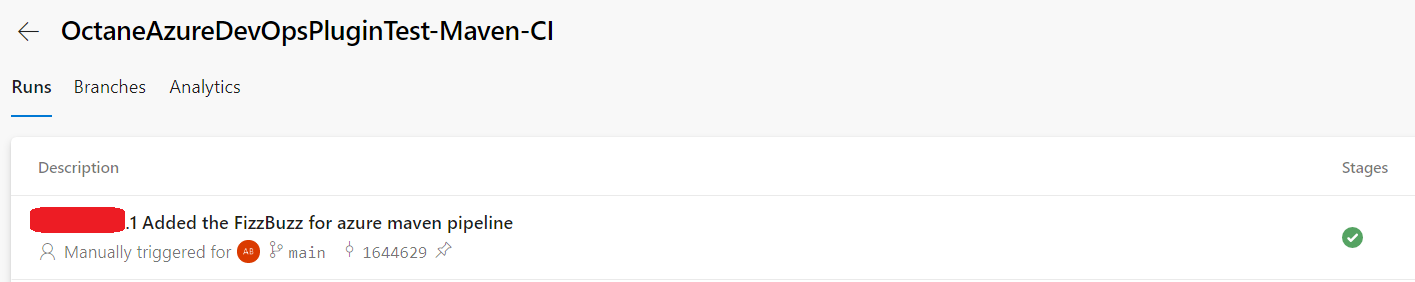 OctaneAzureDevOpsPluginTest-Maven-CI
Runs Branches Analytics
Description Stages
.1 Added the FizzBuzz for azure maven pipeline
Manually triggered for AB main 1644629